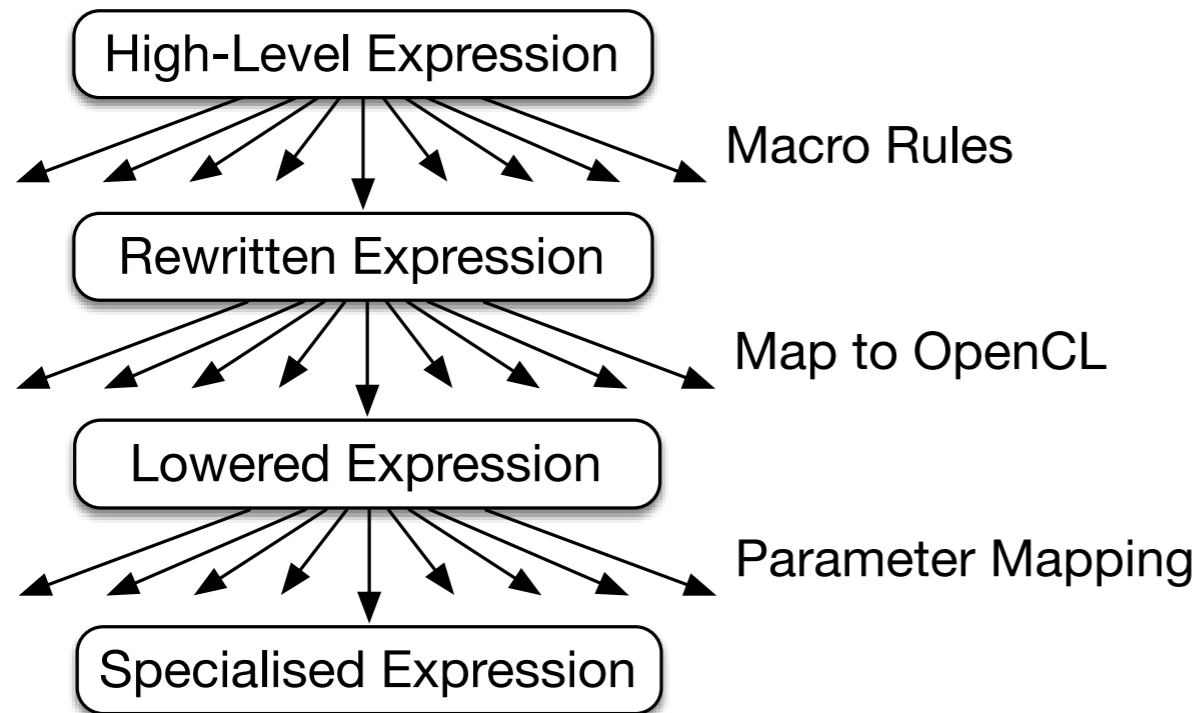 High-Level Expression
Macro Rules
Rewritten Expression
Map to OpenCL
Lowered Expression
Parameter Mapping
Specialised Expression